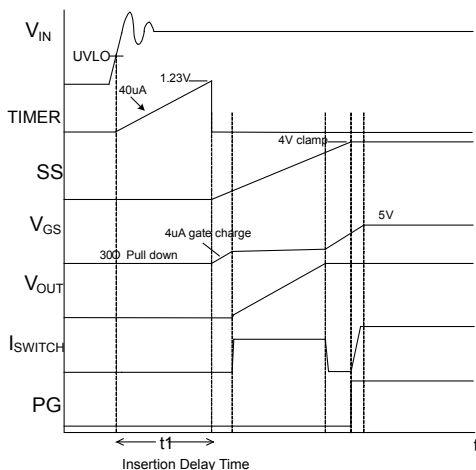 VIN
UVLO
1.23V
40uA
TIMER
4V clamp
SS
VGS
5V
4uA gate charge
30Ω Pull down
VOUT
ISWITCH
PG
t1
t
Insertion Delay Time